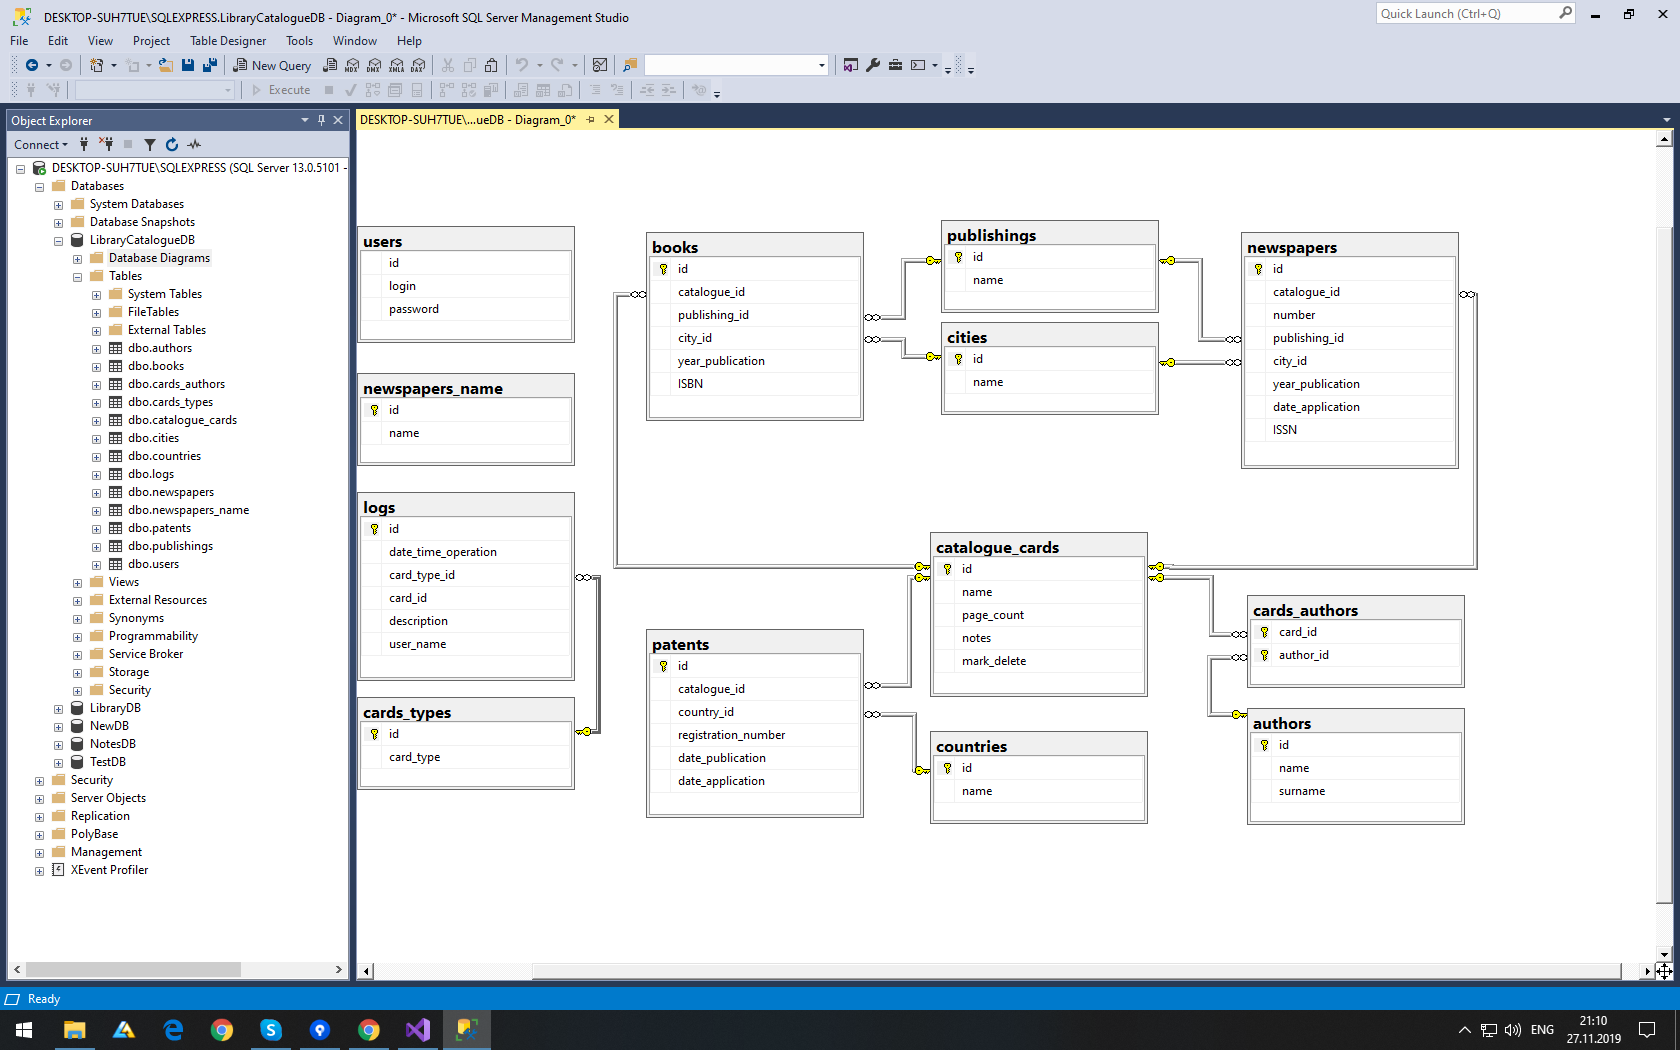 DESKTOP-SUH7TUE\SQLEXPRESS.LibraryCatalogueDB - Diagram_0* - Microsoft SQL Server Management Studio
Quick Launch (Ctrl+Q)
File Edit View Project Table Designer Tools Window Help
New Query MDX DMX XMLA DAX
Execute
Object Explorer
DESKTOP-SUH7TUE\...ueDB - Diagram_0*
Connect
DESKTOP-SUH7TUE\SQLEXPRESS (SQL Server 13.0.5101 -
Databases
System Databases
Database Snapshots
LibraryCatalogueDB
Database Diagrams
Tables
System Tables
FileTables
External Tables
dbo.authors
dbo.books
dbo.cards_authors
dbo.cards_types
dbo.catalogue_cards
dbo.cities
dbo.countries
dbo.logs
dbo.newspapers
dbo.newspapers_name
dbo.patents
dbo.publishings
dbo.users
Views
External Resources
Synonyms
Programmability
Service Broker
Storage
Security
LibraryDB
NewDB
NotesDB
TestDB
Security
Server Objects
Replication
PolyBase
Management
XEvent Profiler
users
id
login
password
newspapers_name
id
name
logs
id
date_time_operation
card_type_id
card_id
description
user_name
cards_types
id
card_type
books
id
catalogue_id
publishing_id
city_id
year_publication
ISBN
patents
id
catalogue_id
country_id
registration_number
date_publication
date_application
publishings
id
name
cities
id
name
catalogue_cards
id
name
page_count
notes
mark_delete
countries
id
name
newspapers
id
catalogue_id
number
publishing_id
city_id
year_publication
date_application
ISSN
cards_authors
card_id
author_id
authors
id
name
surname
Ready
ENG
21:10
27.11.2019